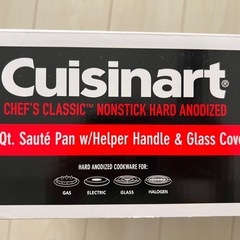 Cuisinart
CHEF'S CLASSIC™ NONSTICK HARD ANODIZED
Qt. Sauté Pan w/Helper Handle & Glass Cove
HARD ANODIZED COOKWARE FOR:
GAS ELECTRIC GLASS HALOGEN